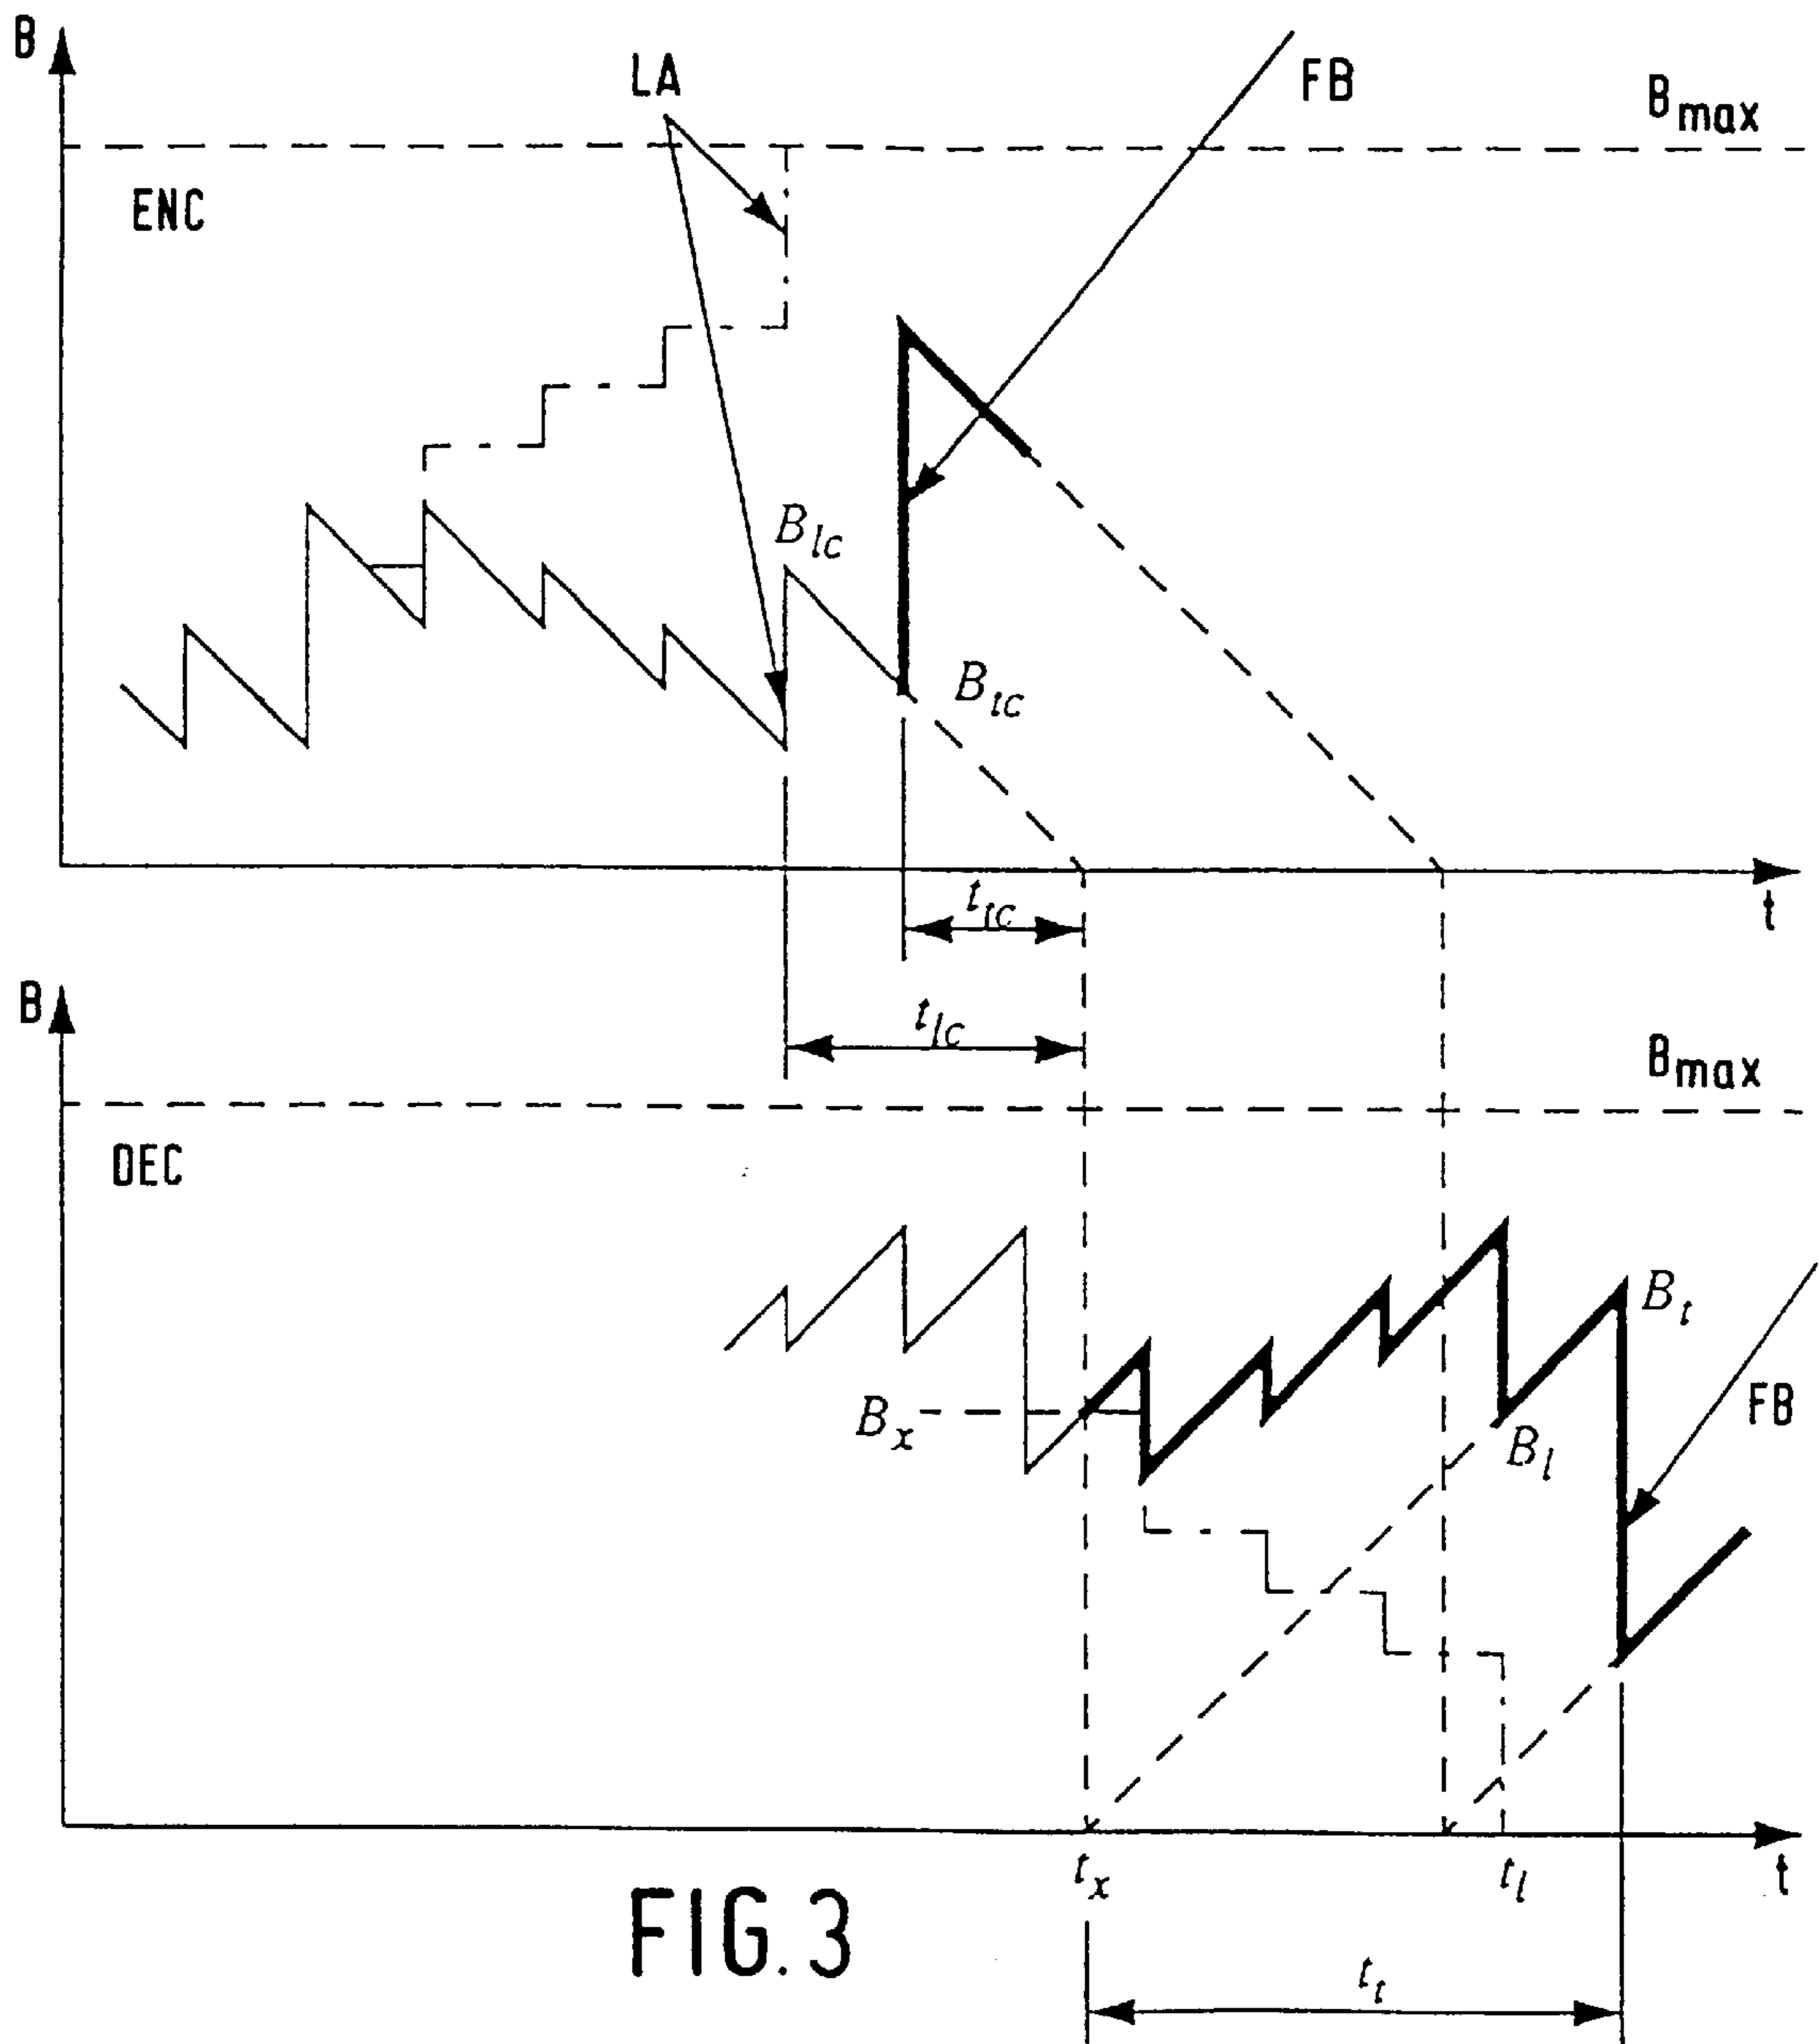 B
LA
FB
Bmax
ENC
Blc
Btc
t
ttc
tlc
B
Bmax
DEC
Bt
Bx
FB
Bl
tx
tl
t
FIG. 3
tt